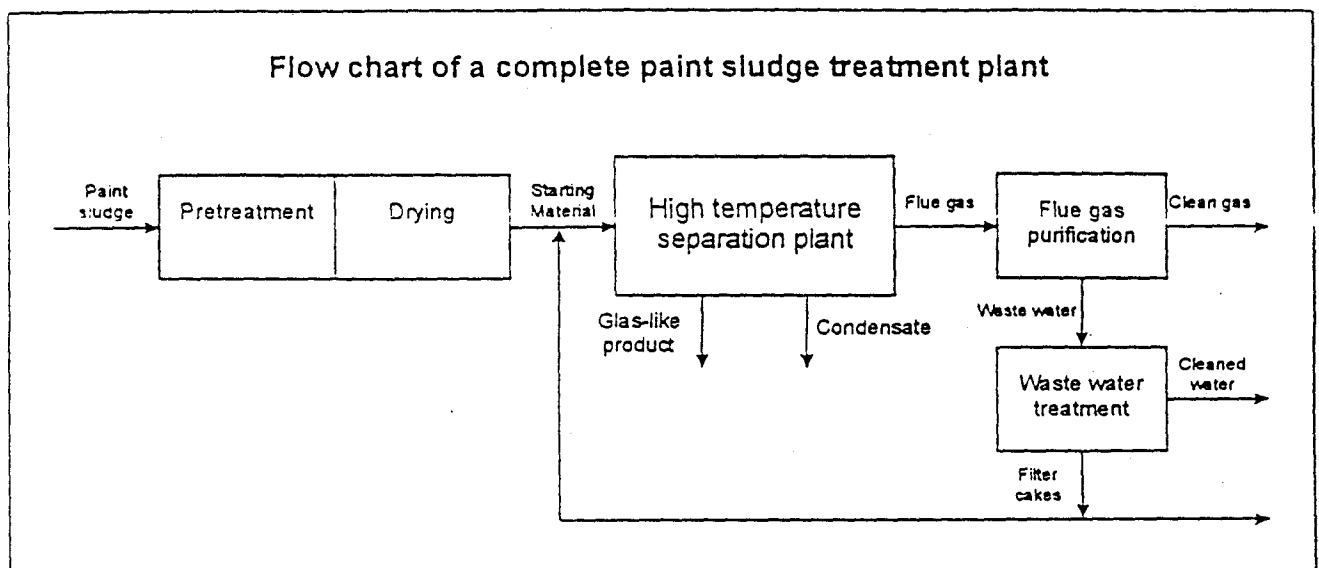 Flow chart of a complete paint sludge treatment plant
Paint
sludge
Pretreatment
Drying
Starting
Material
High temperature
separation plant
Flue gas
Flue gas
purification
Clean gas
Glas-like
product
Condensate
Waste water
Waste water
treatment
Cleaned
water
Filter
cakes